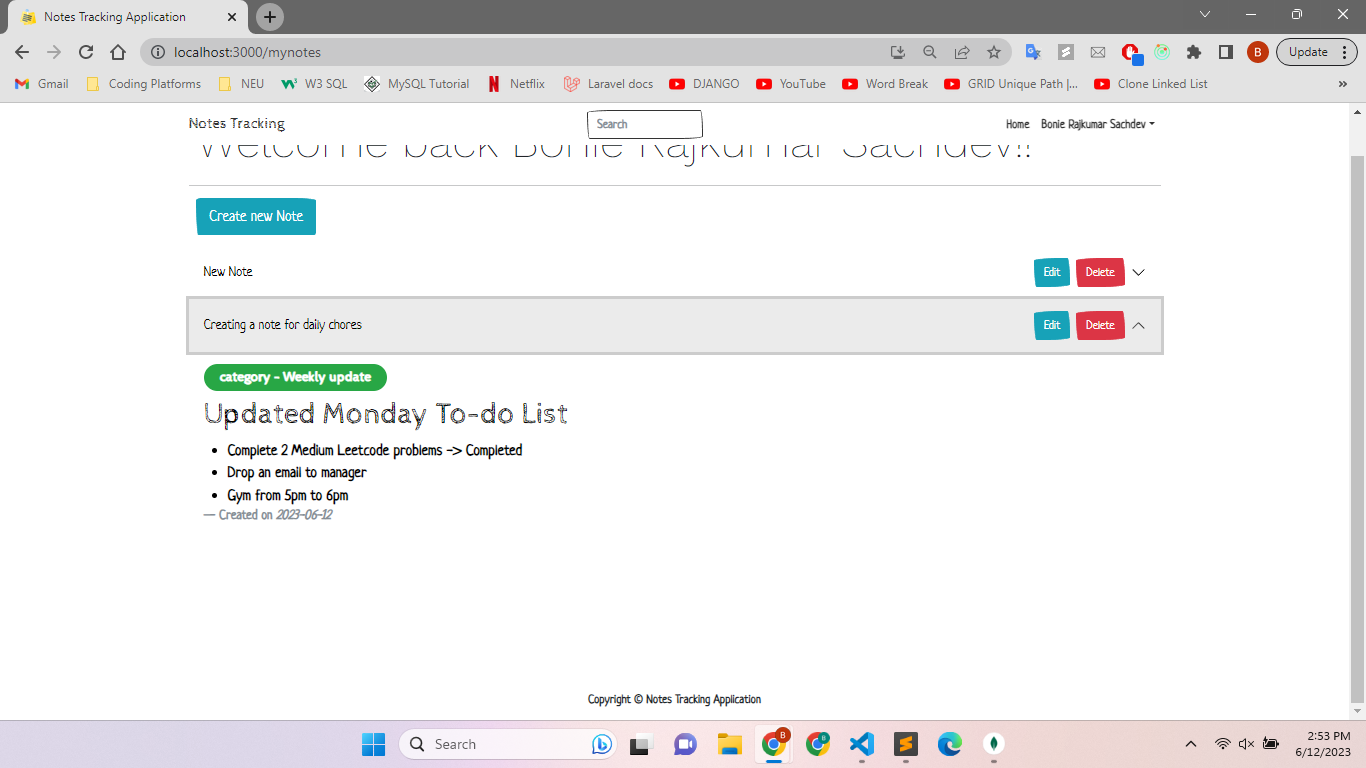 Notes Tracking Application
localhost:3000/mynotes
B
Update
Gmail
Coding Platforms
NEU
W3 SQL
MySQL Tutorial
Netflix
Laravel docs
DJANGO
YouTube
Word Break
GRID Unique Path |...
Clone Linked List
»
Notes Tracking
Search
Home
Bonie Rajkumar Sachdev
Welcome back Bonie Rajkumar Sachdev!!
Create new Note
New Note
Edit
Delete
Creating a note for daily chores
Edit
Delete
category - Weekly update
Updated Monday To-do List
• Complete 2 Medium Leetcode problems -> Completed
• Drop an email to manager
• Gym from 5pm to 6pm
— Created on 2023-06-12
Copyright © Notes Tracking Application
Search
B
B
2:53 PM
6/12/2023